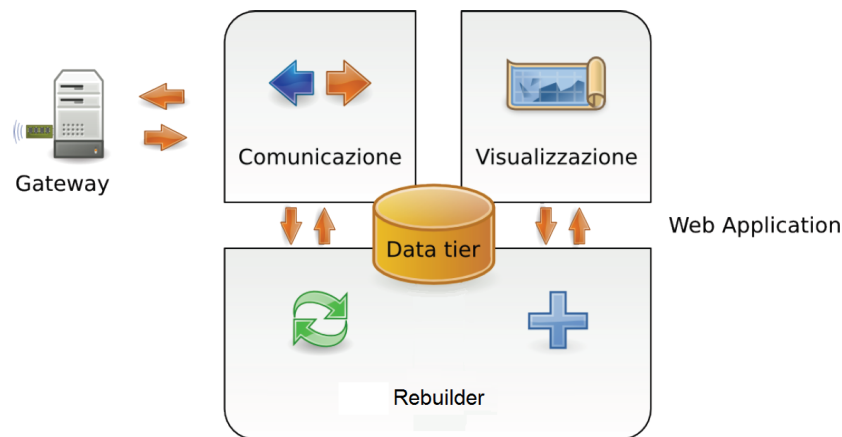 Comunicazione
Visualizzazione
Gateway
Data tier
Web Application
Rebuilder